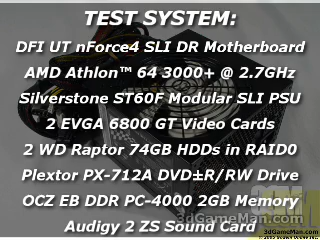 TEST SYSTEM:
DFI UT nForce4 SLI DR Motherboard
AMD Athlon™ 64 3000+ @ 2.7GHz
Silverstone ST60F Modular SLI PSU
2 EVGA 6800 GT Video Cards
2 WD Raptor 74GB HDDs in RAID0
Plextor PX-712A DVD±R/RW Drive
OCZ EB DDR PC-4000 2GB Memory
Audigy 2 ZS Sound Card
3dGameMan.com
3dGameMan.com